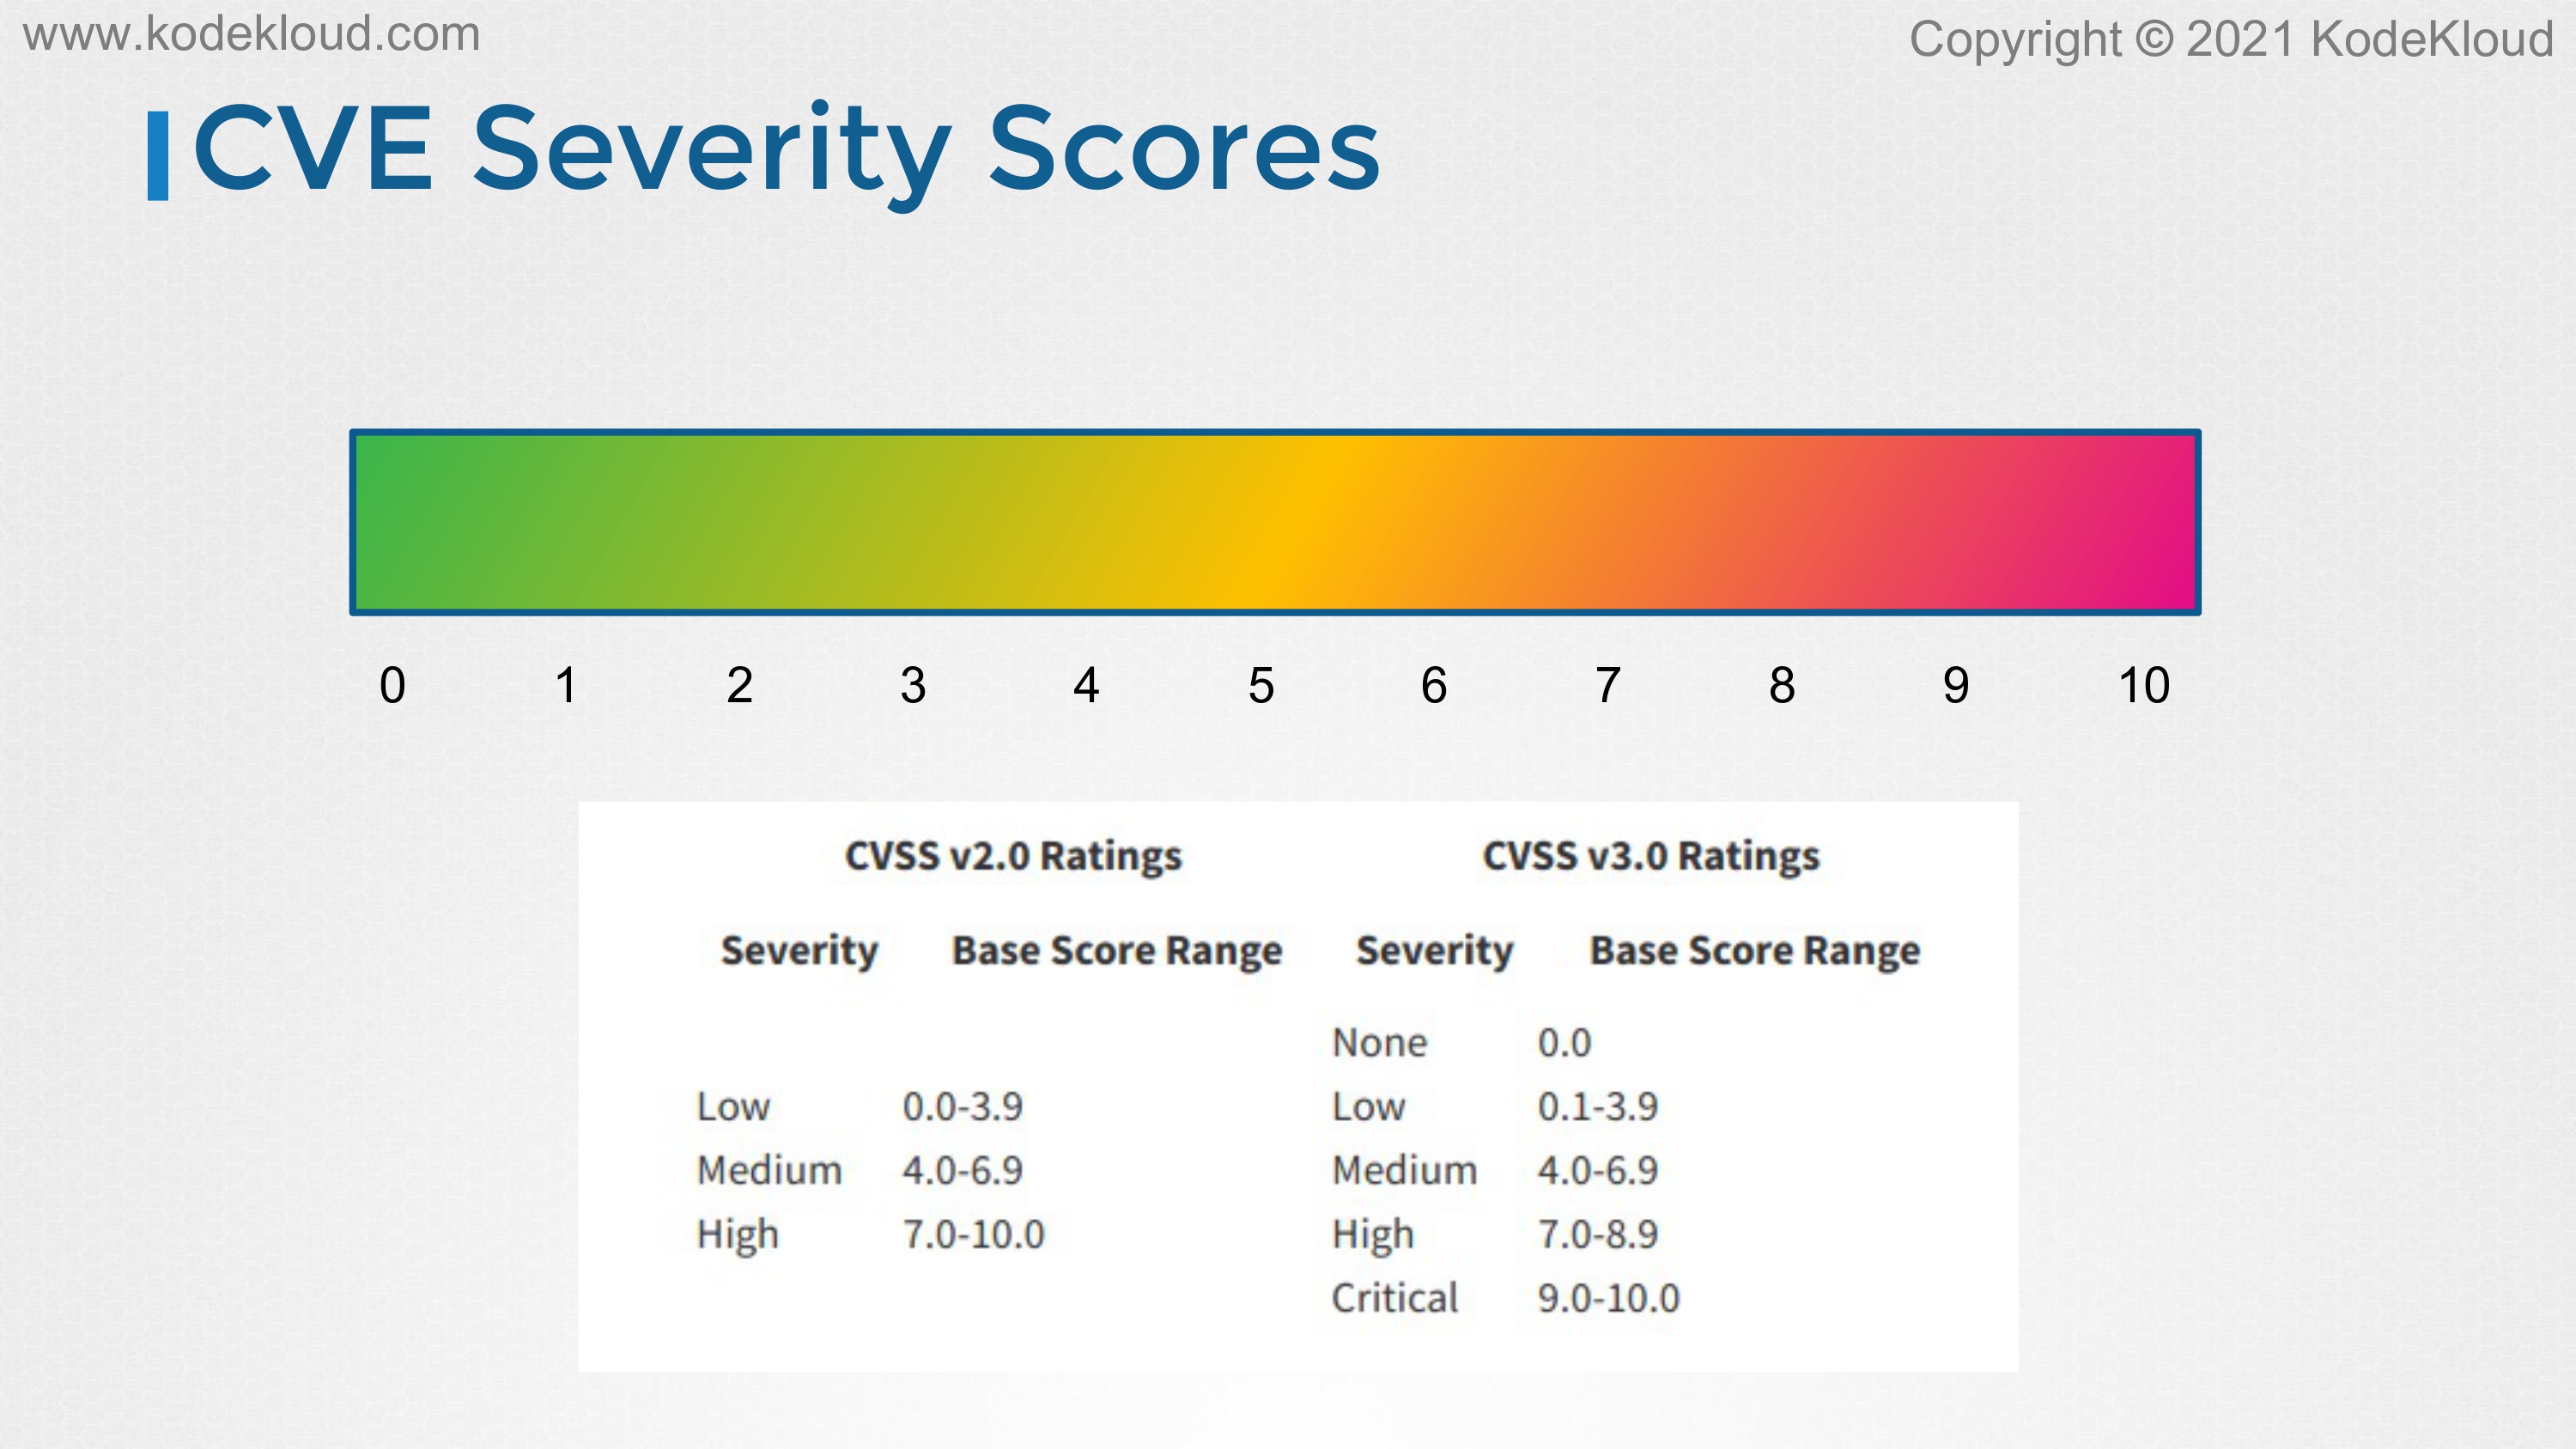 www.kodekloud.com
Copyright © 2021 KodeKloud
CVE Severity Scores
0 1 2 3 4 5 6 7 8 9 10
CVSS v2.0 Ratings CVSS v3.0 Ratings
Severity Base Score Range Severity Base Score Range
None 0.0
Low 0.0-3.9 Low 0.1-3.9
Medium 4.0-6.9 Medium 4.0-6.9
High 7.0-10.0 High 7.0-8.9
Critical 9.0-10.0